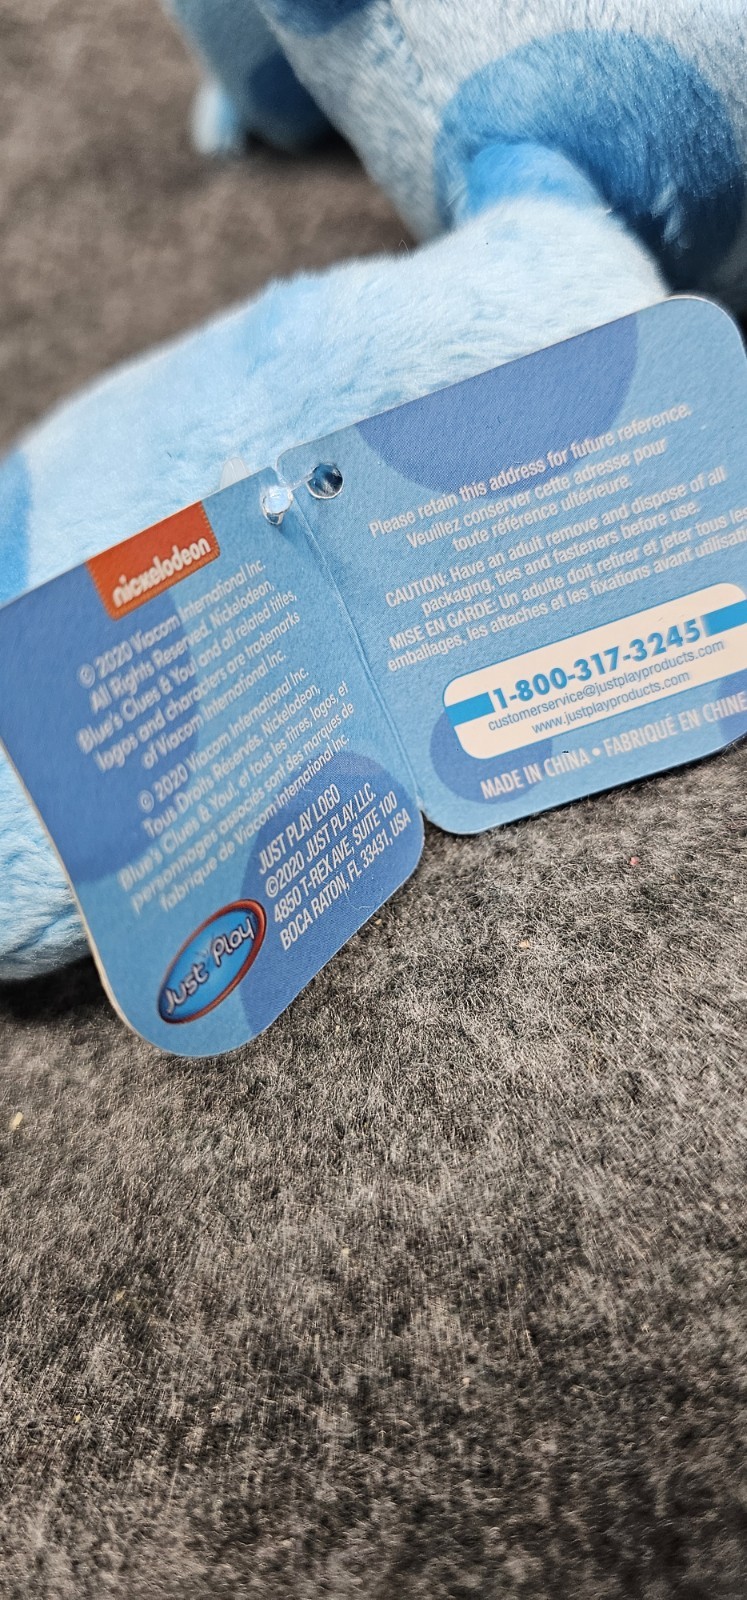 nickelodeon
© 2020 Viacom International Inc.
All Rights Reserved. Nickelodeon,
Blue's Clues & You! and all related titles,
logos and characters are trademarks
of Viacom International Inc.
© 2020 Viacom International Inc.
Tous Droits Réservés. Nickelodeon,
Blue's Clues & You!, et tous les titres, logos et
personnages associés sont des marques de
fabrique de Viacom International Inc.
Just Play
JUST PLAY LOGO
©2020 JUST PLAY, LLC.
4850 T-REX AVE, SUITE 100
BOCA RATON, FL 33431, USA
Please retain this address for future reference.
Veuillez conserver cette adresse pour
toute référence ultérieure.
CAUTION: Have an adult remove and dispose of all
packaging, ties and fasteners before use.
MISE EN GARDE: Un adulte doit retirer et jeter tous les
emballages, les attaches et les fixations avant utilisation
1-800-317-3245
customerservice@justplayproducts.com
www.justplayproducts.com
MADE IN CHINA • FABRIQUÉ EN CHINE